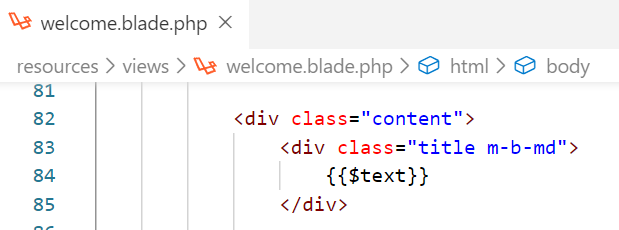 welcome.blade.php ×
resources > views > welcome.blade.php > html > body
81
82 <div class="content">
83 <div class="title m-b-md">
84 {{$text}}
85 </div>